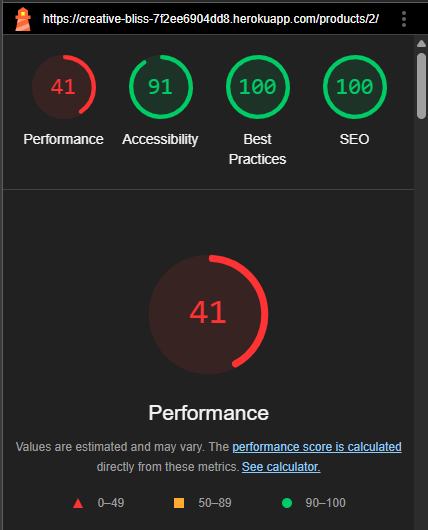 https://creative-bliss-7f2ee6904dd8.herokuapp.com/products/2/
41 91 100 100
Performance Accessibility Best Practices SEO
41
Performance
Values are estimated and may vary. The performance score is calculated
directly from these metrics. See calculator.
0–49 50–89 90–100